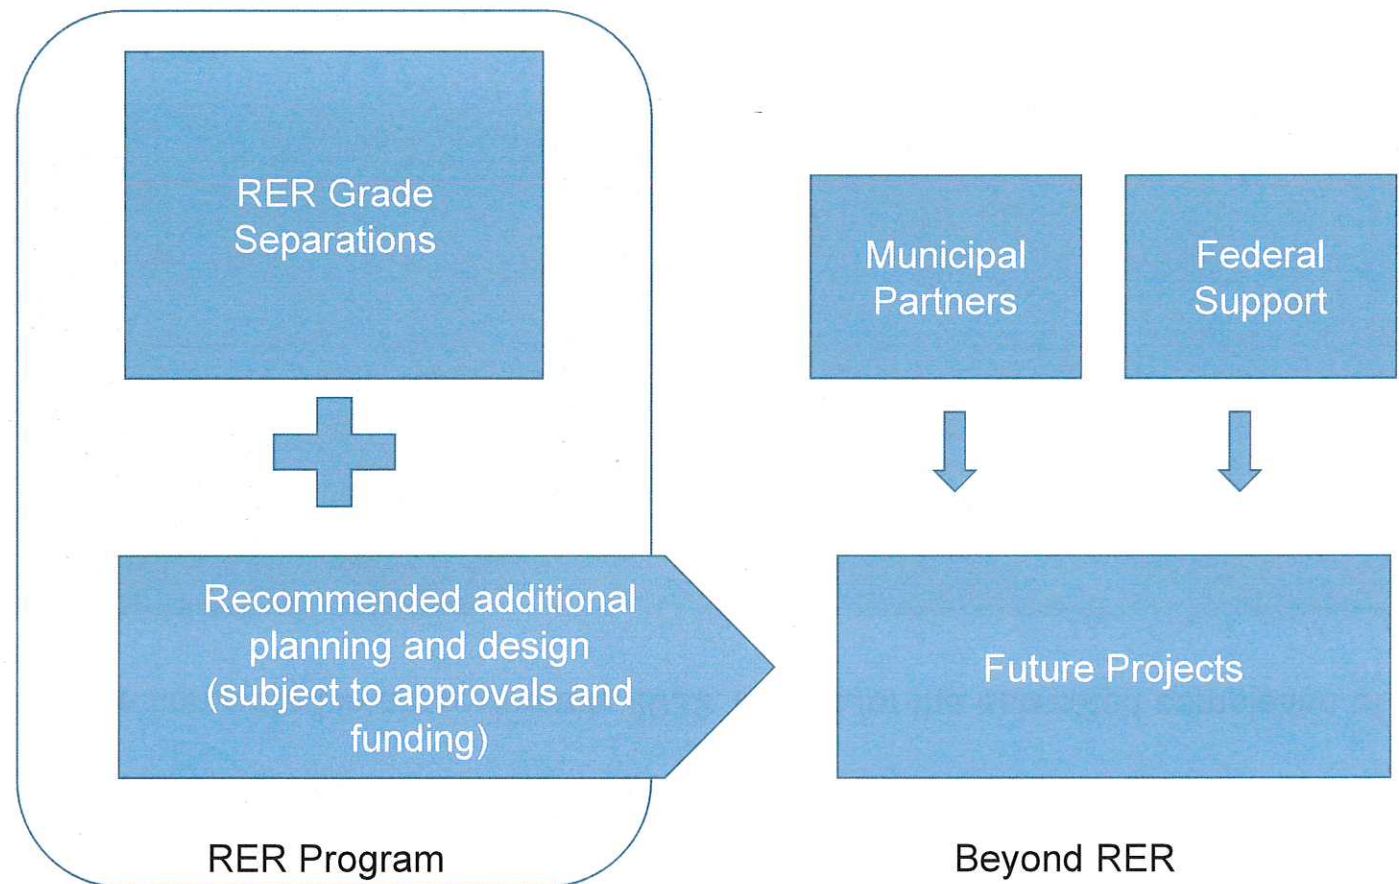 RER Grade
Separations
Municipal
Partners
Federal
Support
Recommended additional
planning and design
(subject to approvals and
funding)
Future Projects
RER Program
Beyond RER